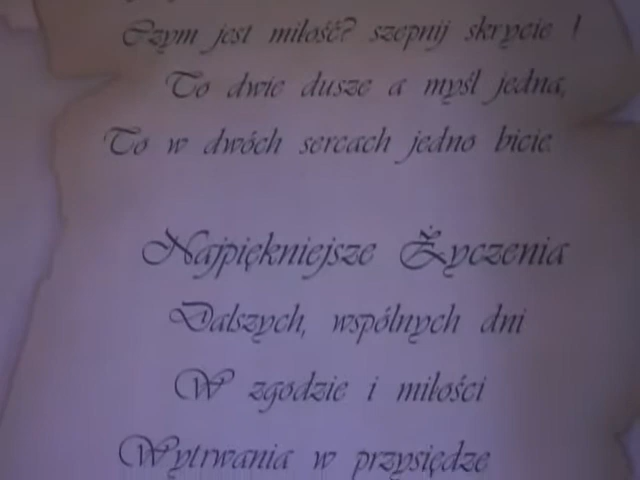 Czym jest miłość? szepnij skrycie !
To dwie dusze a myśl jedna,
To w dwóch sercach jedno bicie.
Najpiękniejsze Życzenia
Dalszych, wspólnych dni
W zgodzie i miłości
Wytrwania w przysiędze